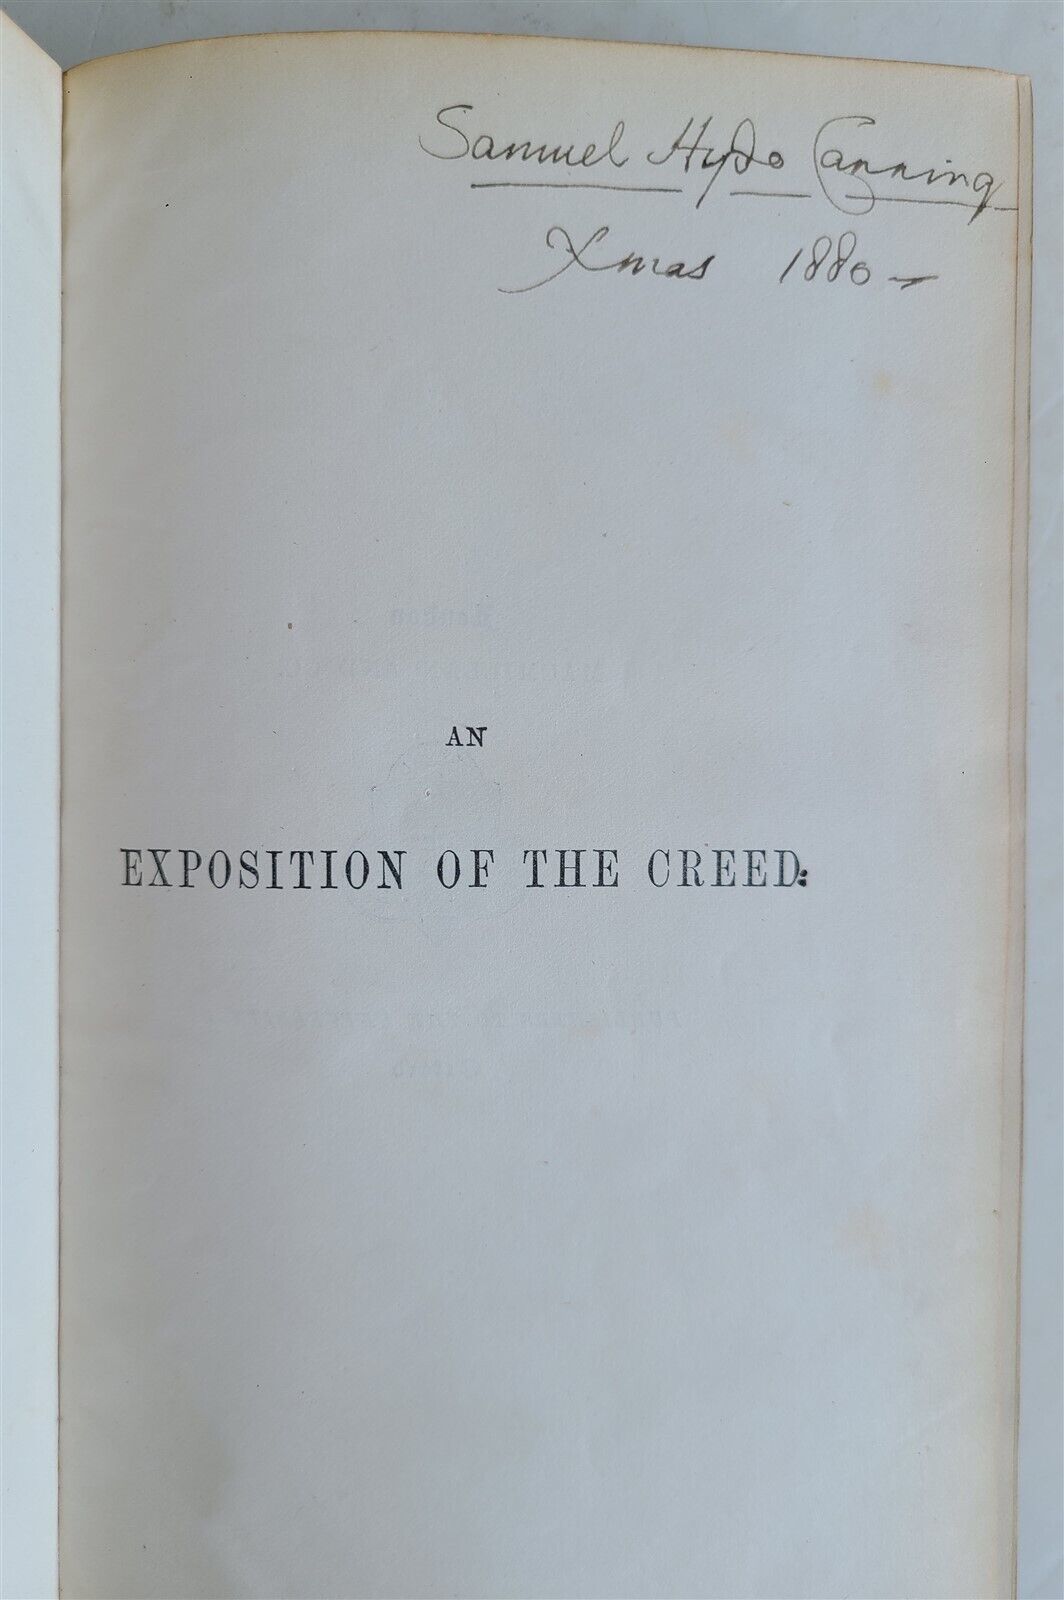 Samuel Hyde Canning
Xmas 1880 -
AN
EXPOSITION OF THE CREED: